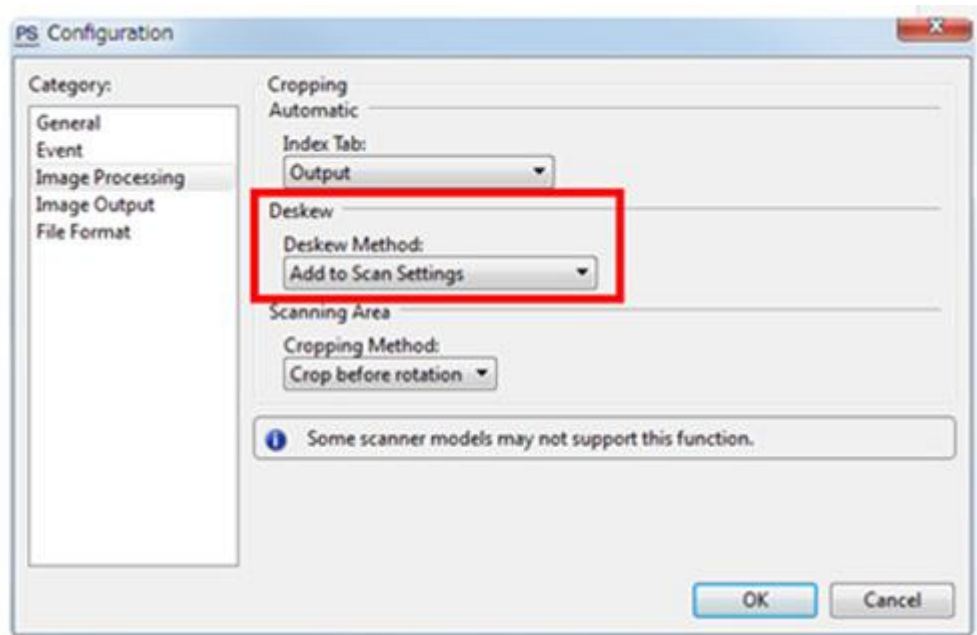 PS Configuration
Category:
General
Event
Image Processing
Image Output
File Format
Cropping
Automatic
Index Tab:
Output
Deskew
Deskew Method:
Add to Scan Settings
Scanning Area
Cropping Method:
Crop before rotation
Some scanner models may not support this function.
OK
Cancel